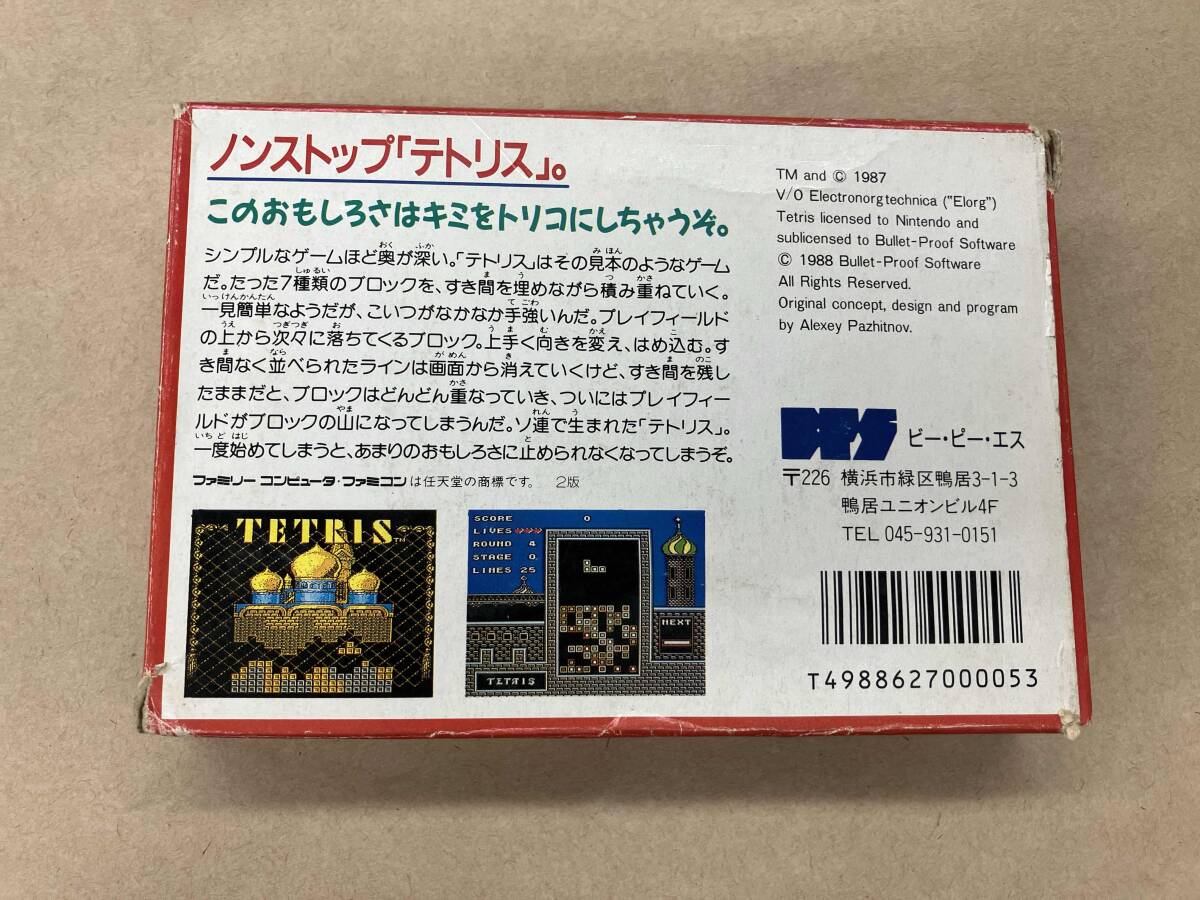 ノンストップ「テトリス」。
このおもしろさはキミをトリコにしちゃうぞ。
シンプルなゲームほど奥が深い。「テトリス」はその見本のようなゲーム
だ。たった7種類のブロックを、すき間を埋めながら積み重ねていく。
一見簡単なようだが、こいつがなかなか手強いんだ。プレイフィールド
の上から次々に落ちてくるブロック。上手く向きを変え、はめ込む。す
き間なく並べられたラインは画面から消えていくけど、すき間を残し
たままだと、ブロックはどんどん重なっていき、ついにはプレイフィー
ルドがブロックの山になってしまうんだ。ソ連で生まれた「テトリス」。
一度始めてしまうと、あまりのおもしろさに止められなくなってしまうぞ。
ファミリー コンピュータ・ファミコンは任天堂の商標です。 2版
TETRIS™
SCORE 0
LIVES♥♥♥
ROUND 4
STAGE 0
LINES 25
NEXT
TETRIS
TM and © 1987
V/O Electronorgtechnica ("Elorg")
Tetris licensed to Nintendo and
sublicensed to Bullet-Proof Software
© 1988 Bullet-Proof Software
All Rights Reserved.
Original concept, design and program
by Alexey Pazhitnov.
BPS ビー・ピー・エス
〒226 横浜市緑区鴨居3-1-3
鴨居ユニオンビル4F
TEL 045-931-0151
T4988627000053